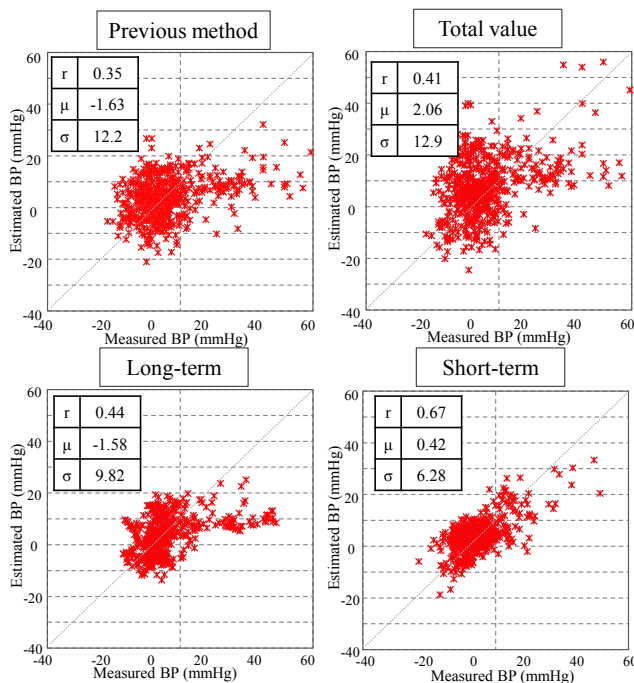 Previous method
60
40
20
0
-20
-40
r 0.35
μ -1.63
σ 12.2
Estimated BP (mmHg)
-40 -20 0 20 40 60
Measured BP (mmHg)
Total value
60
40
20
0
-20
-40
r 0.41
μ 2.06
σ 12.9
Estimated BP (mmHg)
-40 -20 0 20 40 60
Measured BP (mmHg)
Long-term
60
40
20
0
-20
-40
r 0.44
μ -1.58
σ 9.82
Estimated BP (mmHg)
-40 -20 0 20 40 60
Measured BP (mmHg)
Short-term
60
40
20
0
-20
-40
r 0.67
μ 0.42
σ 6.28
Estimated BP (mmHg)
-40 -20 0 20 40 60
Measured BP (mmHg)